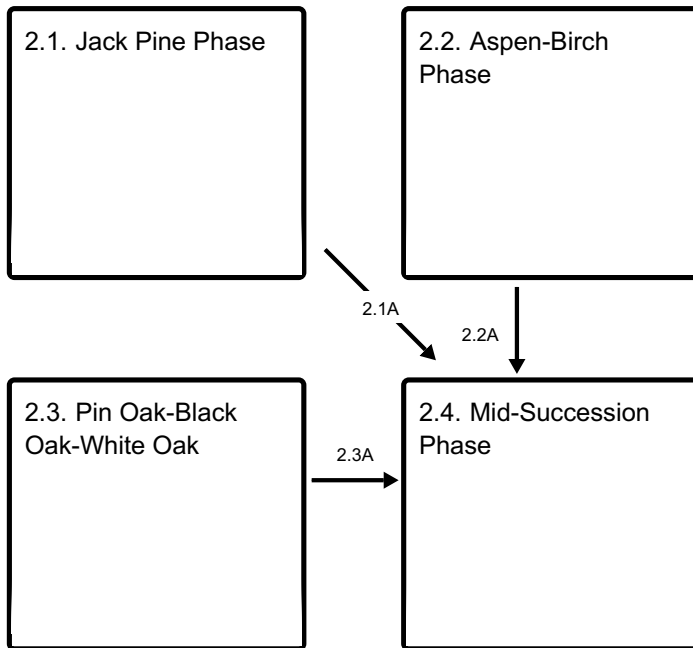 2.1. Jack Pine Phase
2.2. Aspen-Birch
Phase
2.1A
2.2A
2.3. Pin Oak-Black
Oak-White Oak
2.3A
2.4. Mid-Succession
Phase